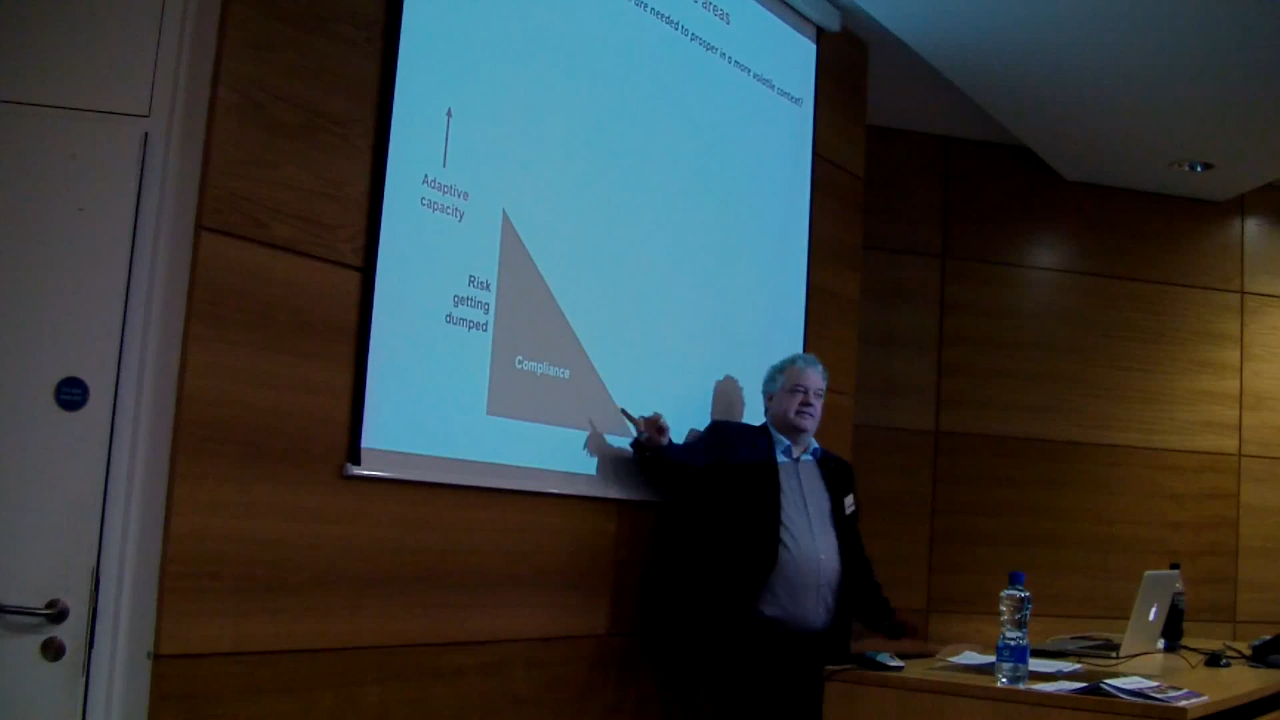 areas
are needed to prosper in a more volatile context?
Adaptive
capacity
Risk
getting
dumped
Compliance